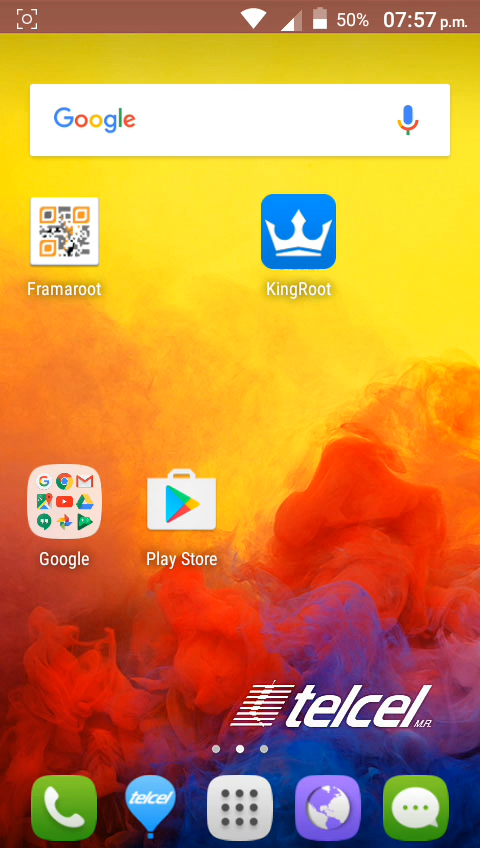 50% 07:57 p.m.
Google
Framaroot KingRoot
Google Play Store
telcel M.R.
telcel